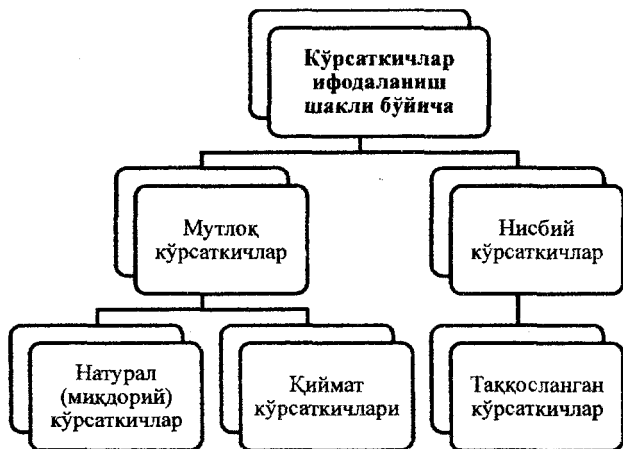 Кўрсаткичлар
ифодаланиш
шакли бўйича
Мутлоқ
кўрсаткичлар
Нисбий
кўрсаткичлар
Натурал
(миқдорий)
кўрсаткичлар
Қиймат
кўрсаткичлари
Таққосланган
кўрсаткичлар